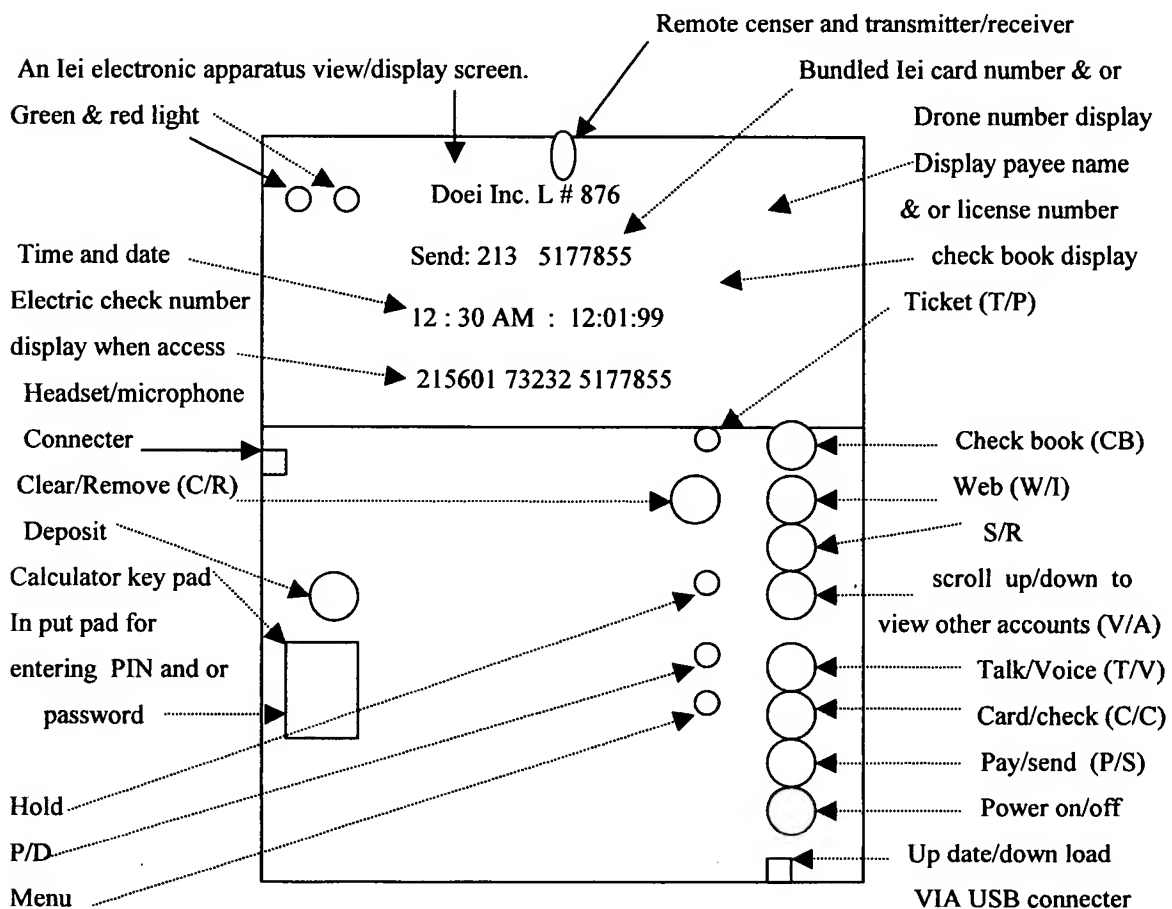 Remote censer and transmitter/receiver
An Iei electronic apparatus view/display screen.
Bundled Iei card number & or
Green & red light
Drone number display
Display payee name
Doei Inc. L # 876
& or license number
Time and date
Send: 213 5177855
check book display
Electric check number
12 : 30 AM : 12:01:99
Ticket (T/P)
display when access
215601 73232 5177855
Headset/microphone
Connecter
Check book (CB)
Clear/Remove (C/R)
Web (W/I)
Deposit
S/R
Calculator key pad
scroll up/down to
In put pad for
view other accounts (V/A)
entering PIN and or
Talk/Voice (T/V)
password
Card/check (C/C)
Pay/send (P/S)
Hold
Power on/off
P/D
Up date/down load
Menu
VIA USB connecter